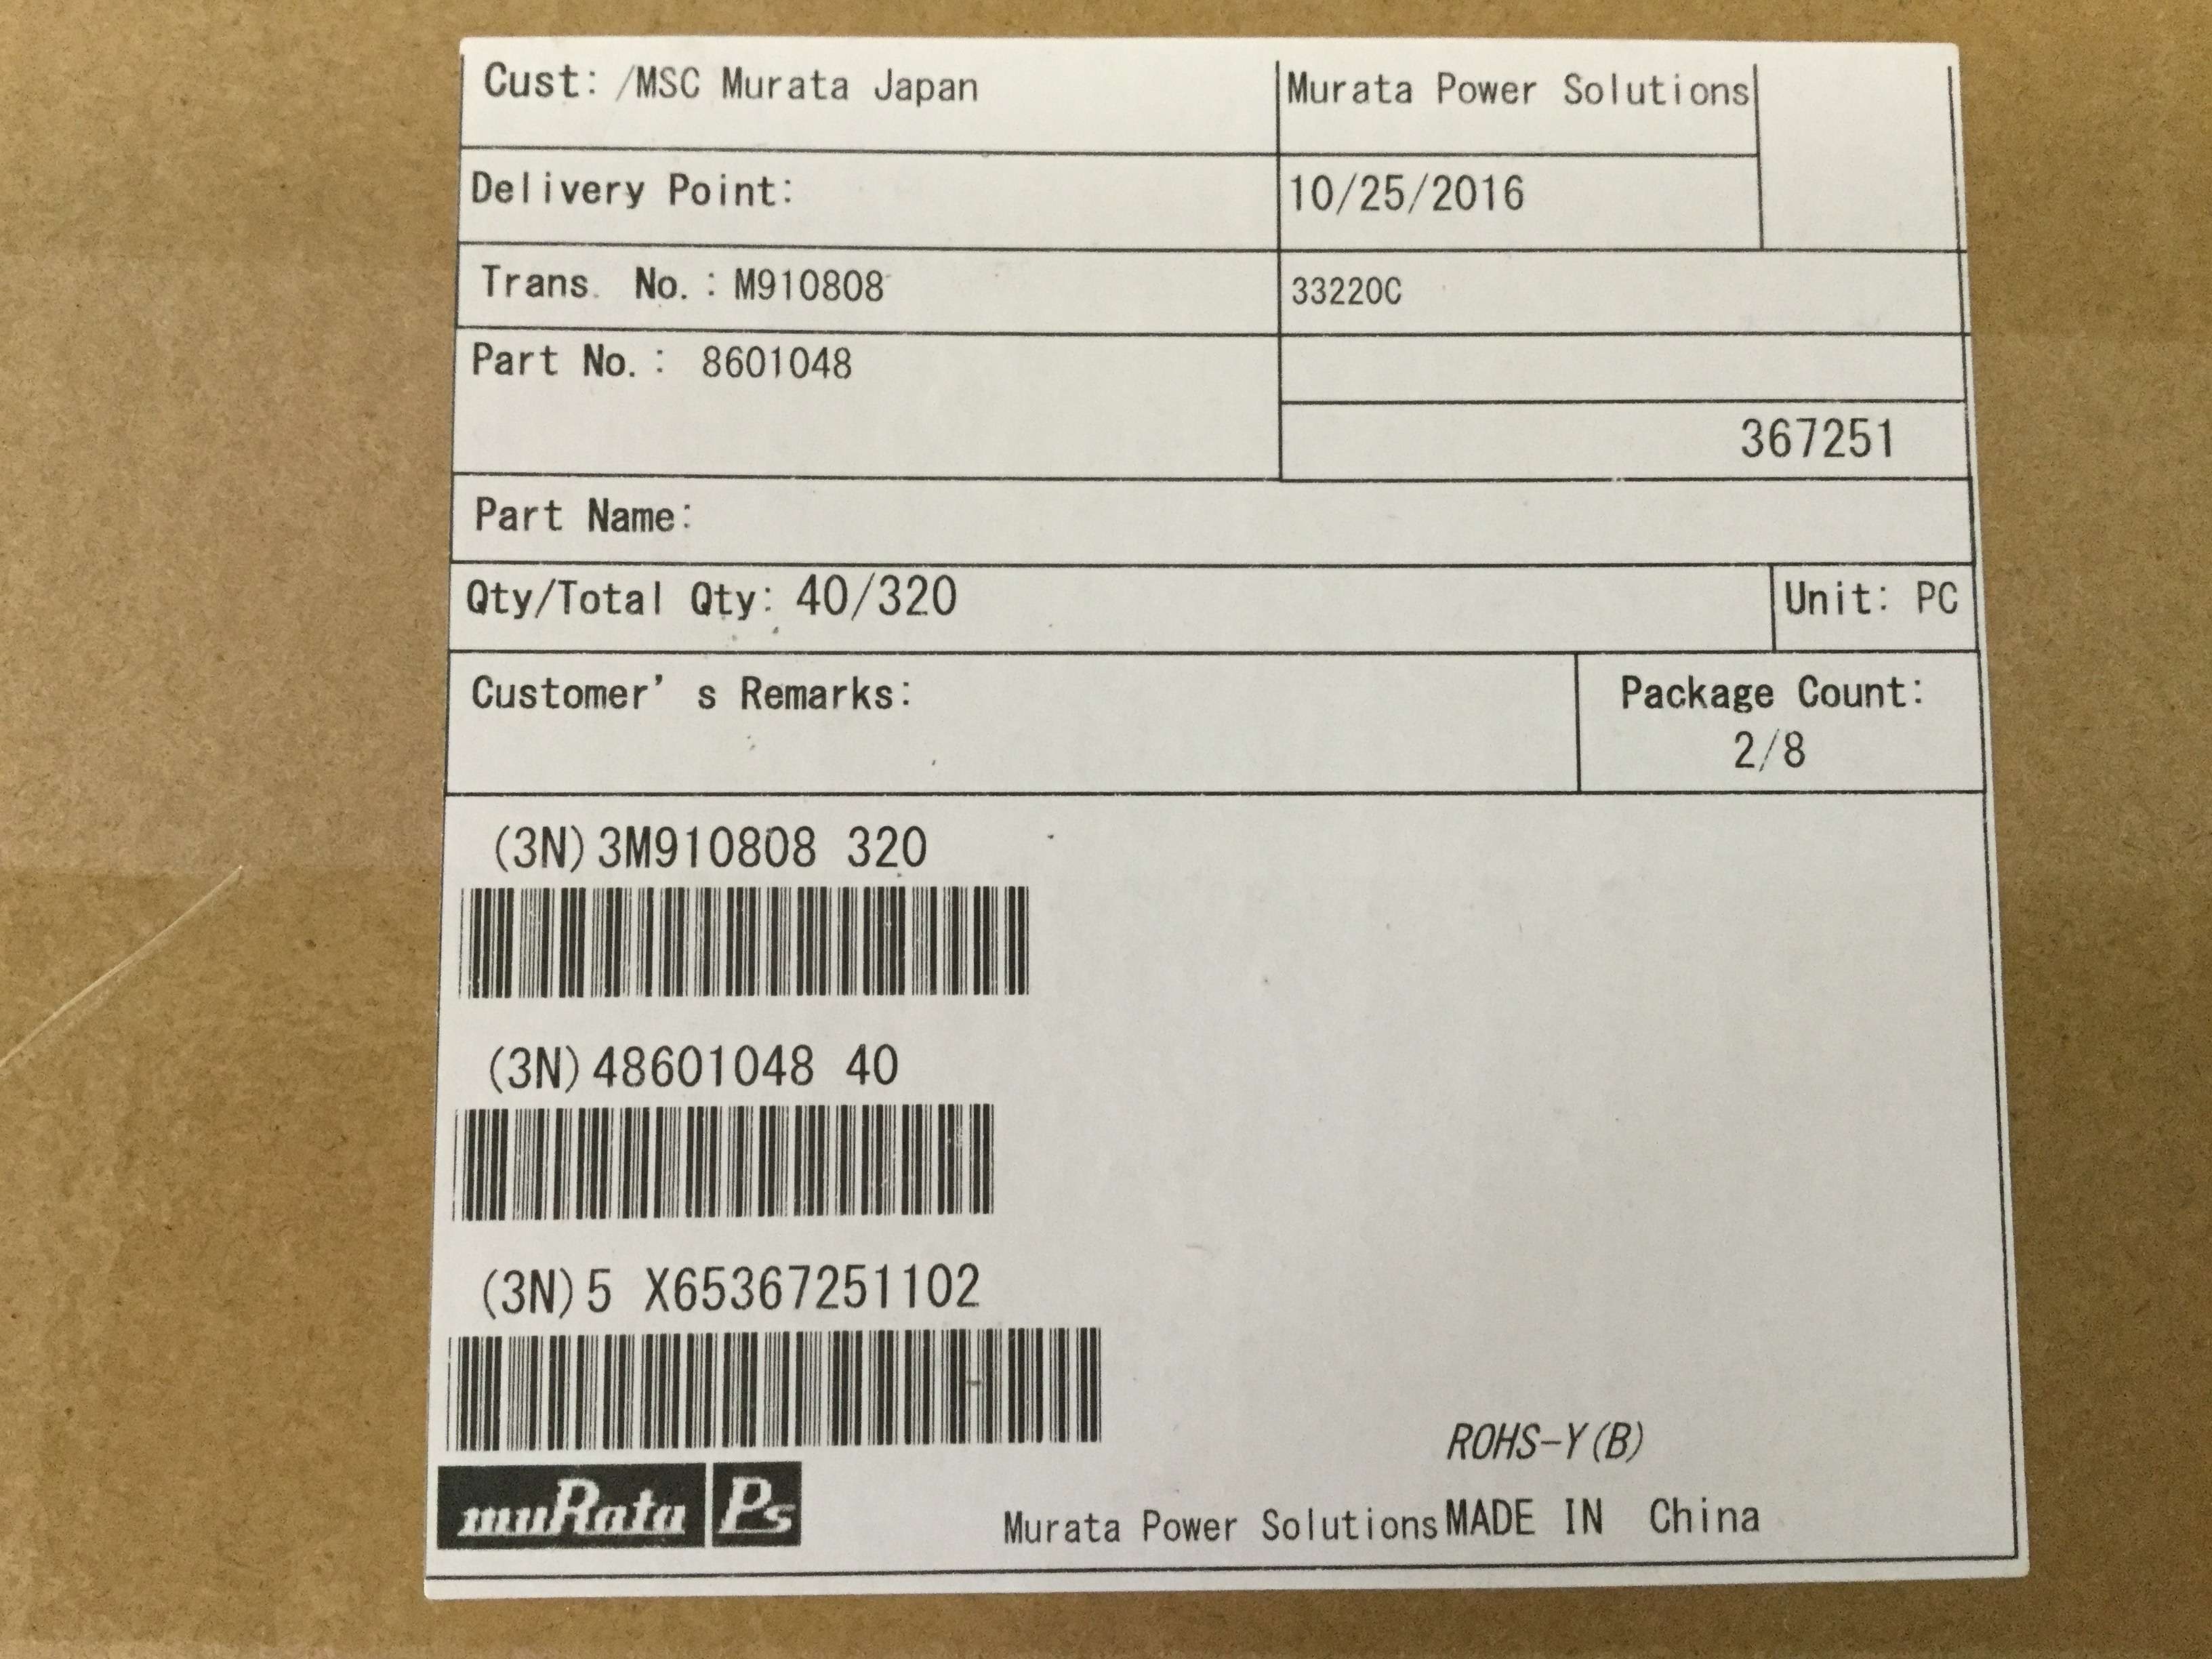 Cust: /MSC Murata Japan
Murata Power Solutions
Delivery Point:
10/25/2016
Trans. No.: M910808
33220C
Part No.: 8601048
367251
Part Name:
Qty/Total Qty: 40/320
Unit: PC
Customer's Remarks:
Package Count:
2/8
(3N)3M910808 320
(3N)48601048 40
(3N)5 X65367251102
ROHS-Y(B)
muRata Ps
Murata Power Solutions MADE IN China